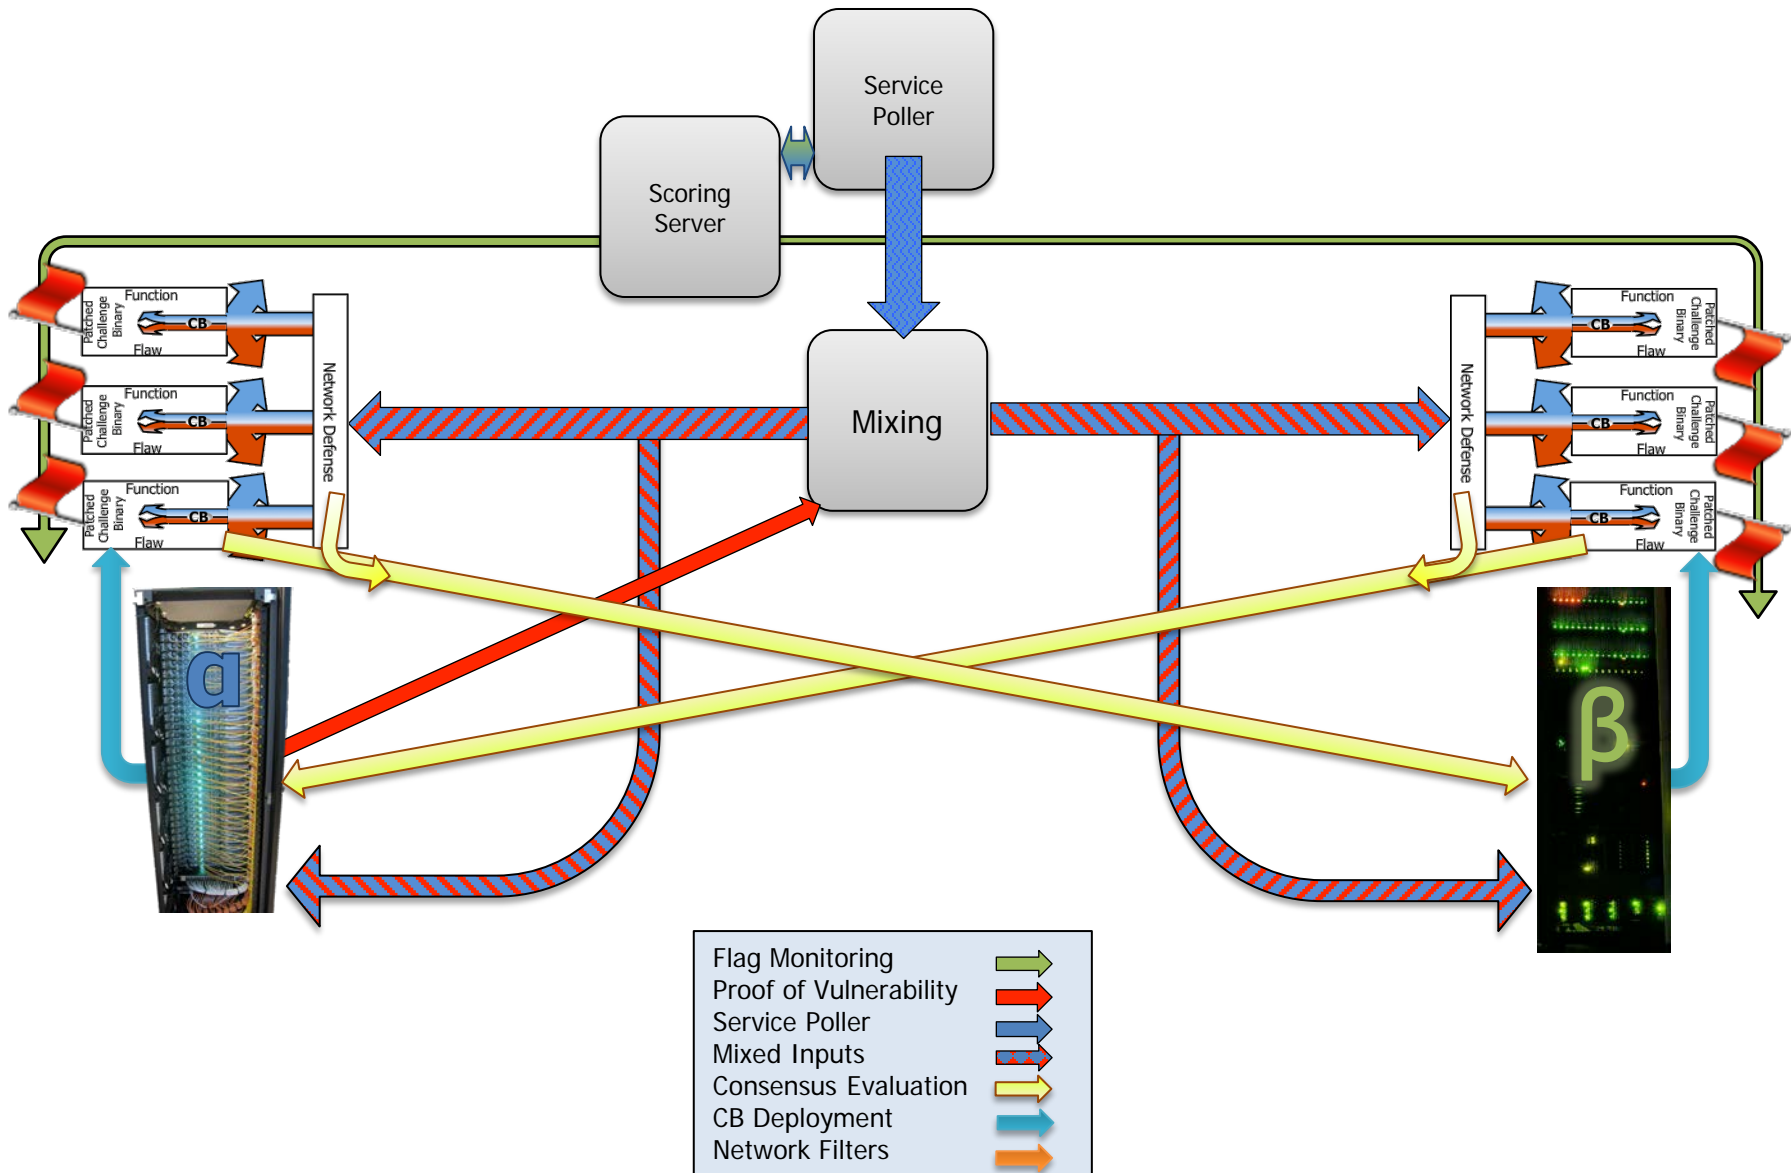 Service
Poller
Scoring
Server
Mixing
Function
CB
Flaw
Patched
Challenge
Binary
Function
CB
Flaw
Patched
Challenge
Binary
Function
CB
Flaw
Patched
Challenge
Binary
Network Defense
Network Defense
Function
CB
Flaw
Patched
Challenge
Binary
Function
CB
Flaw
Patched
Challenge
Binary
Function
CB
Flaw
Patched
Challenge
Binary
α
β
Flag Monitoring
Proof of Vulnerability
Service Poller
Mixed Inputs
Consensus Evaluation
CB Deployment
Network Filters